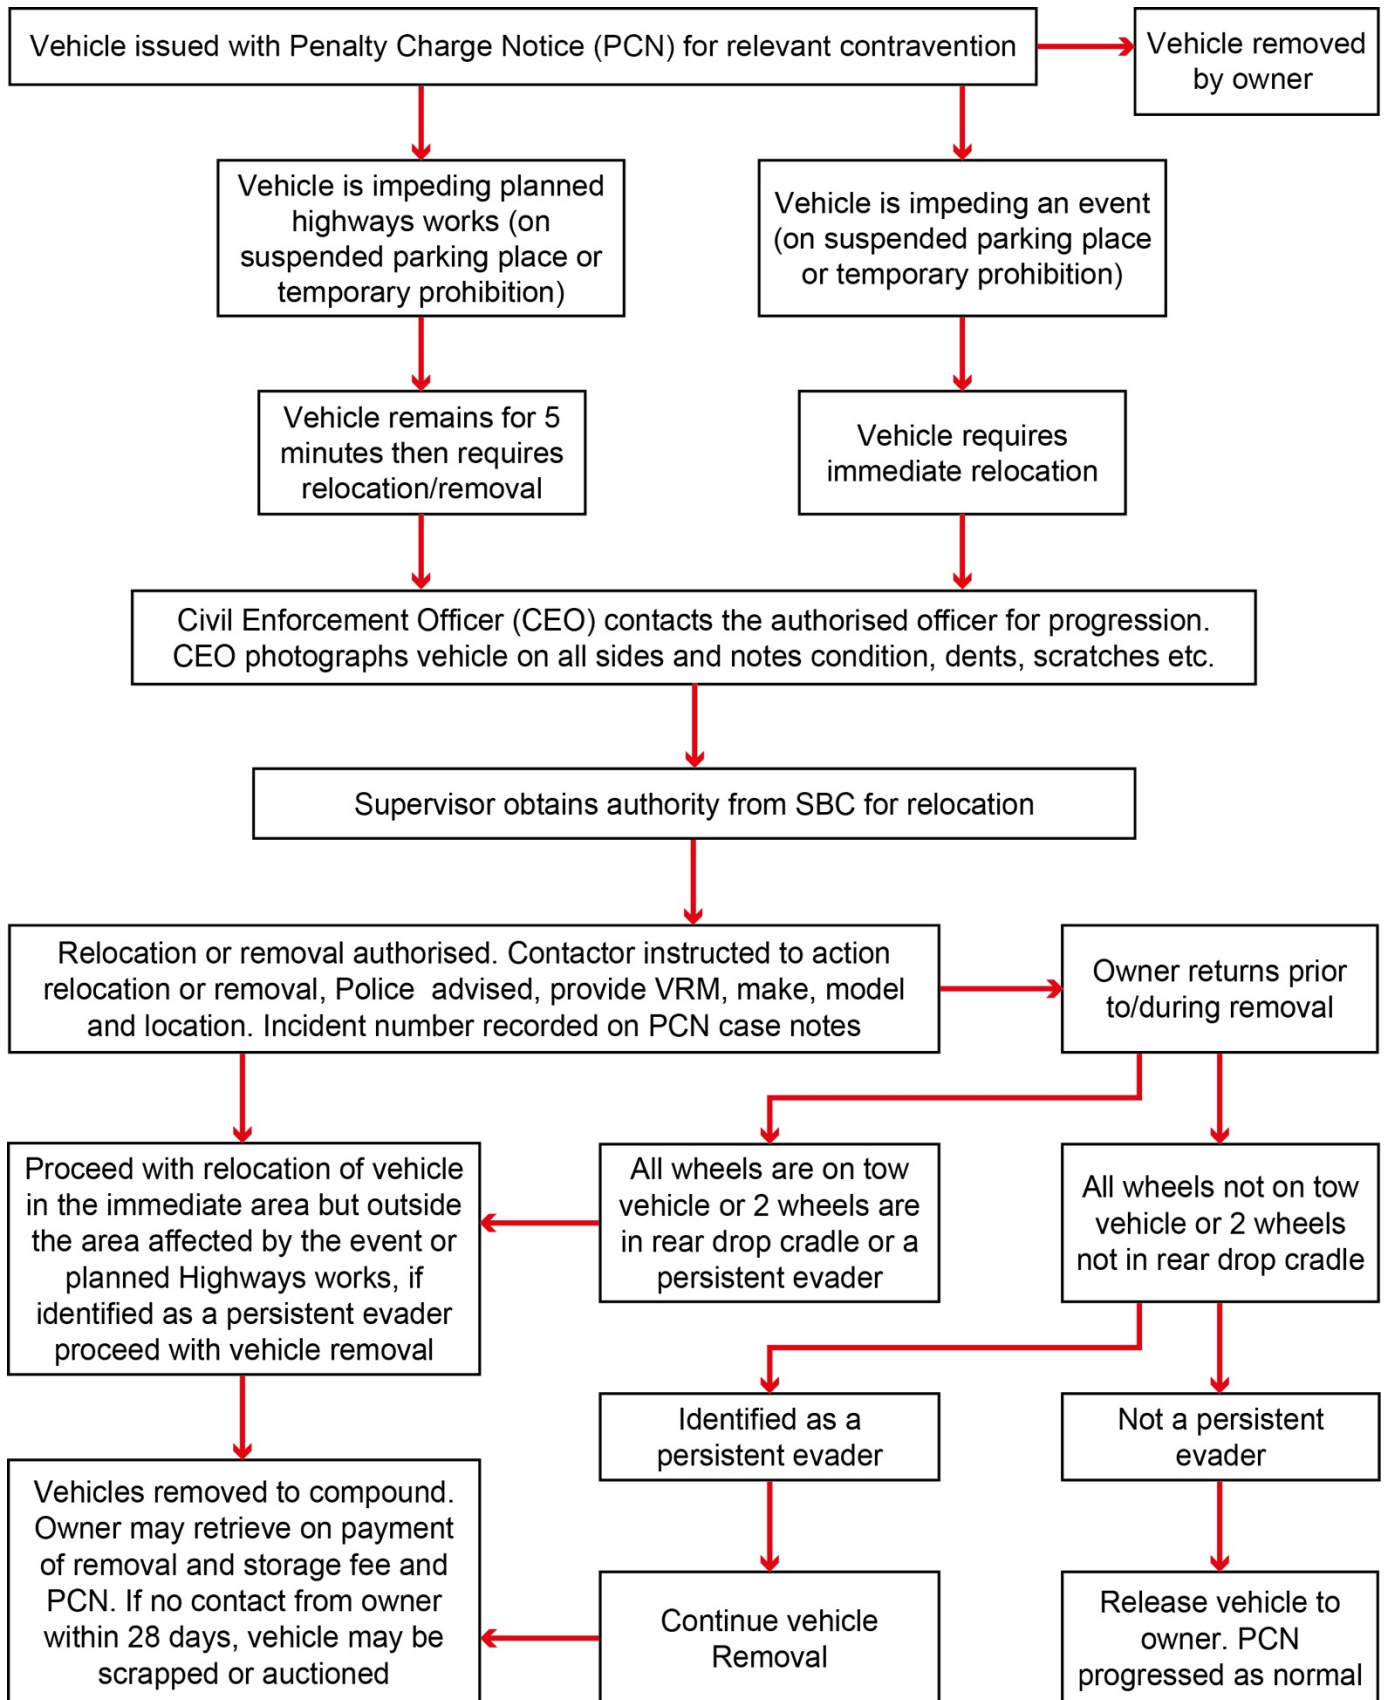 Vehicle issued with Penalty Charge Notice (PCN) for relevant contravention
Vehicle removed
by owner
Vehicle is impeding planned
highways works (on
suspended parking place or
temporary prohibition)
Vehicle is impeding an event
(on suspended parking place
or temporary prohibition)
Vehicle remains for 5
minutes then requires
relocation/removal
Vehicle requires
immediate relocation
Civil Enforcement Officer (CEO) contacts the authorised officer for progression.
CEO photographs vehicle on all sides and notes condition, dents, scratches etc.
Supervisor obtains authority from SBC for relocation
Relocation or removal authorised. Contactor instructed to action
relocation or removal, Police  advised, provide VRM, make, model
and location. Incident number recorded on PCN case notes
Owner returns prior
to/during removal
Proceed with relocation of vehicle
in the immediate area but outside
the area affected by the event or
planned Highways works, if
identified as a persistent evader
proceed with vehicle removal
All wheels are on tow
vehicle or 2 wheels are
in rear drop cradle or a
persistent evader
All wheels not on tow
vehicle or 2 wheels
not in rear drop cradle
Identified as a
persistent evader
Not a persistent
evader
Vehicles removed to compound.
Owner may retrieve on payment
of removal and storage fee and
PCN. If no contact from owner
within 28 days, vehicle may be
scrapped or auctioned
Continue vehicle
Removal
Release vehicle to
owner. PCN
progressed as normal